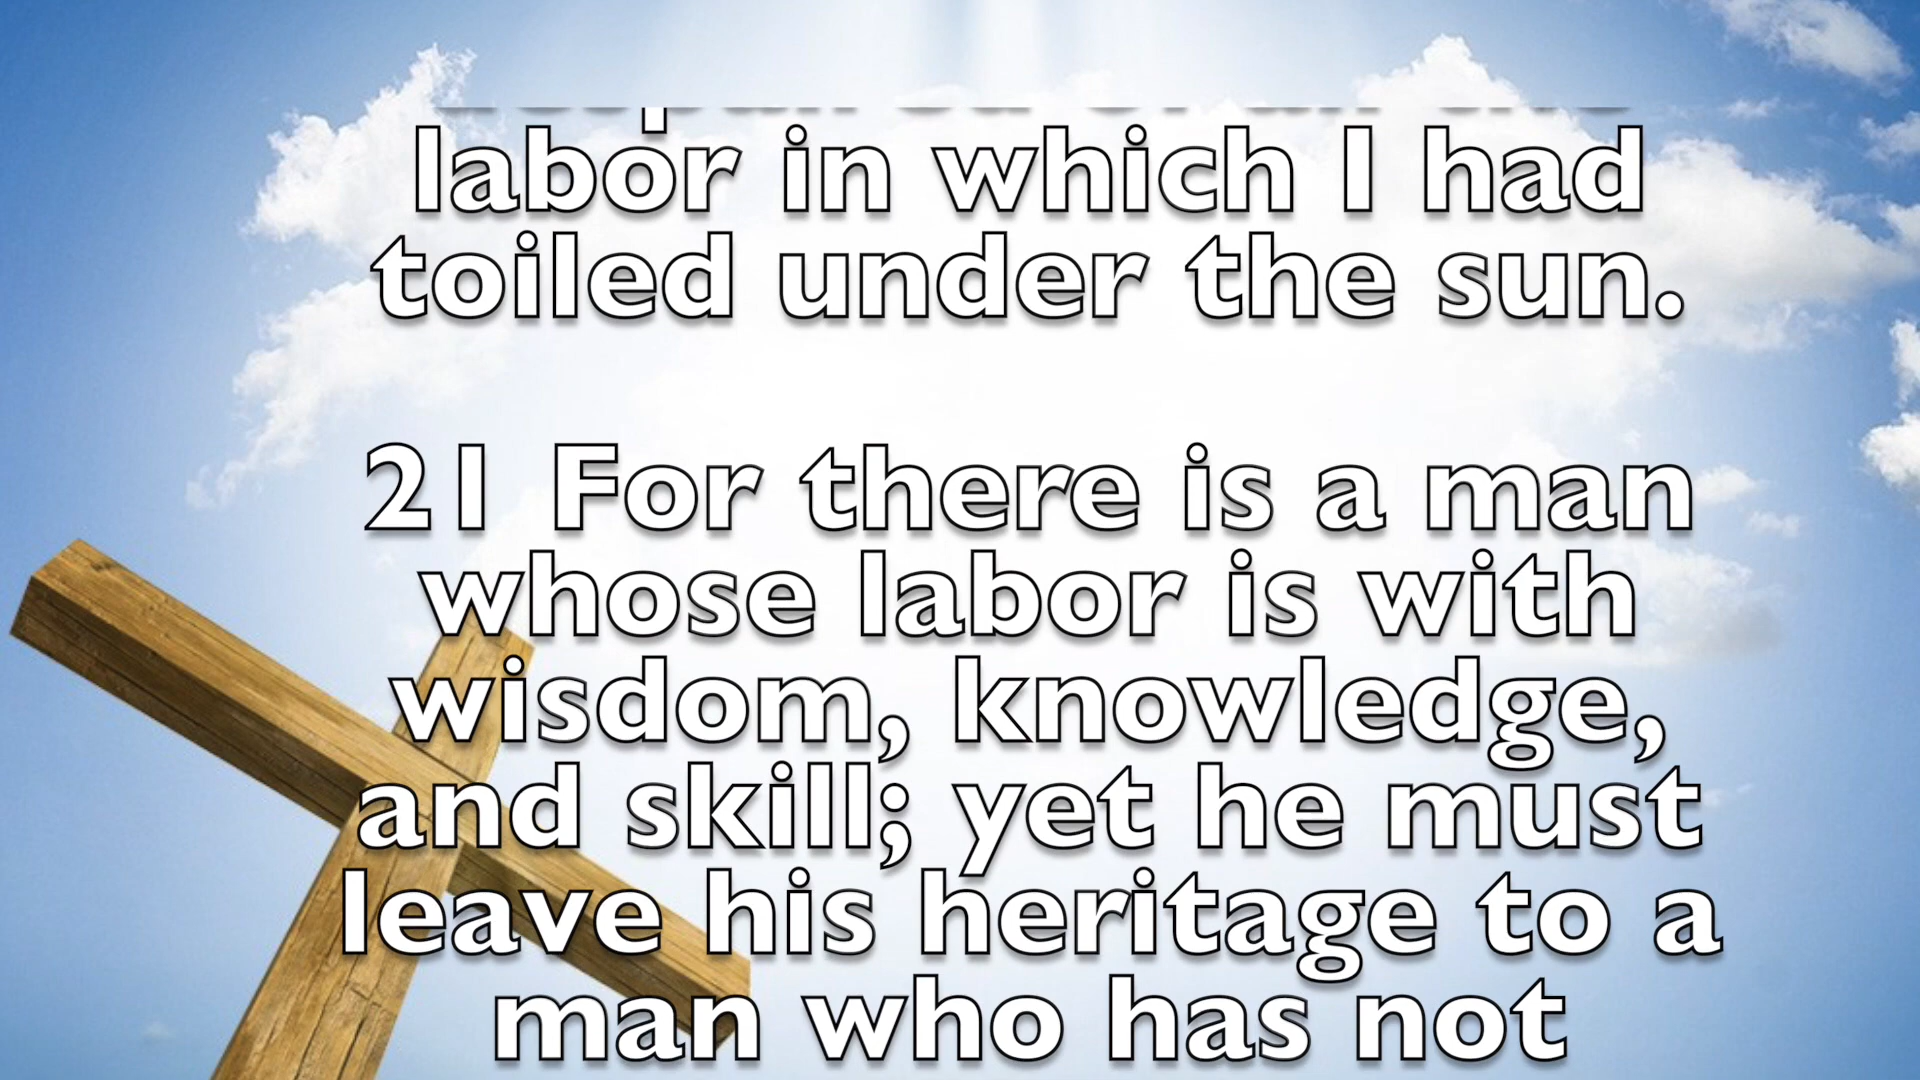 labor in which I had
toiled under the sun.
21 For there is a man
whose labor is with
wisdom, knowledge,
and skill; yet he must
leave his heritage to a
man who has not